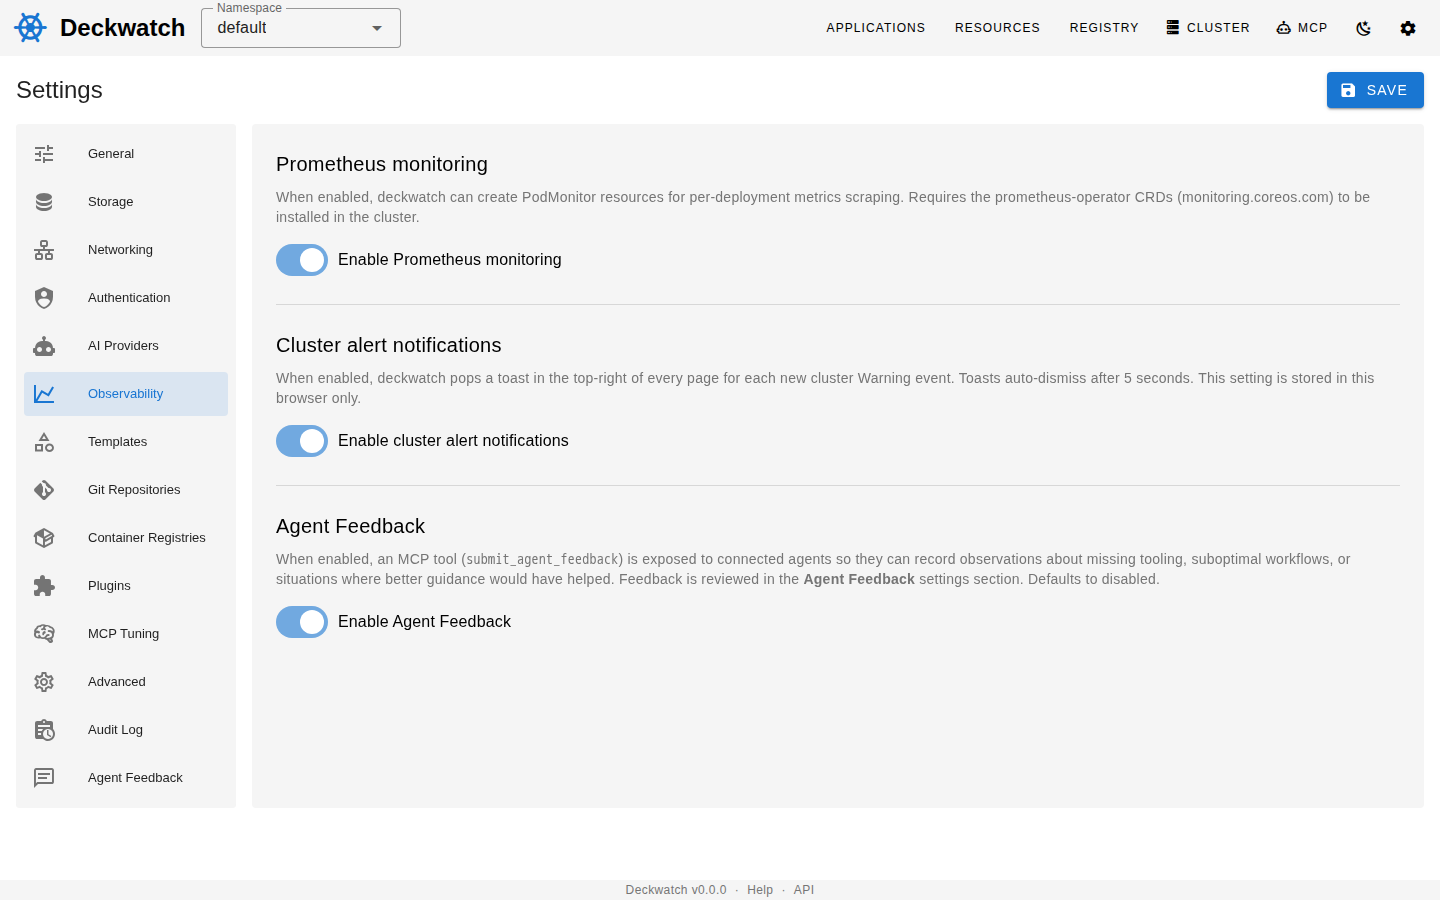 Deckwatch
Namespace
default
APPLICATIONS
RESOURCES
REGISTRY
CLUSTER
MCP
Settings
SAVE
General
Storage
Networking
Authentication
AI Providers
Observability
Templates
Git Repositories
Container Registries
Plugins
MCP Tuning
Advanced
Audit Log
Agent Feedback
Prometheus monitoring
When enabled, deckwatch can create PodMonitor resources for per-deployment metrics scraping. Requires the prometheus-operator CRDs (monitoring.coreos.com) to be
installed in the cluster.
Enable Prometheus monitoring
Cluster alert notifications
When enabled, deckwatch pops a toast in the top-right of every page for each new cluster Warning event. Toasts auto-dismiss after 5 seconds. This setting is stored in this
browser only.
Enable cluster alert notifications
Agent Feedback
When enabled, an MCP tool (submit_agent_feedback) is exposed to connected agents so they can record observations about missing tooling, suboptimal workflows, or
situations where better guidance would have helped. Feedback is reviewed in the Agent Feedback settings section. Defaults to disabled.
Enable Agent Feedback
Deckwatch v0.0.0 · Help · API